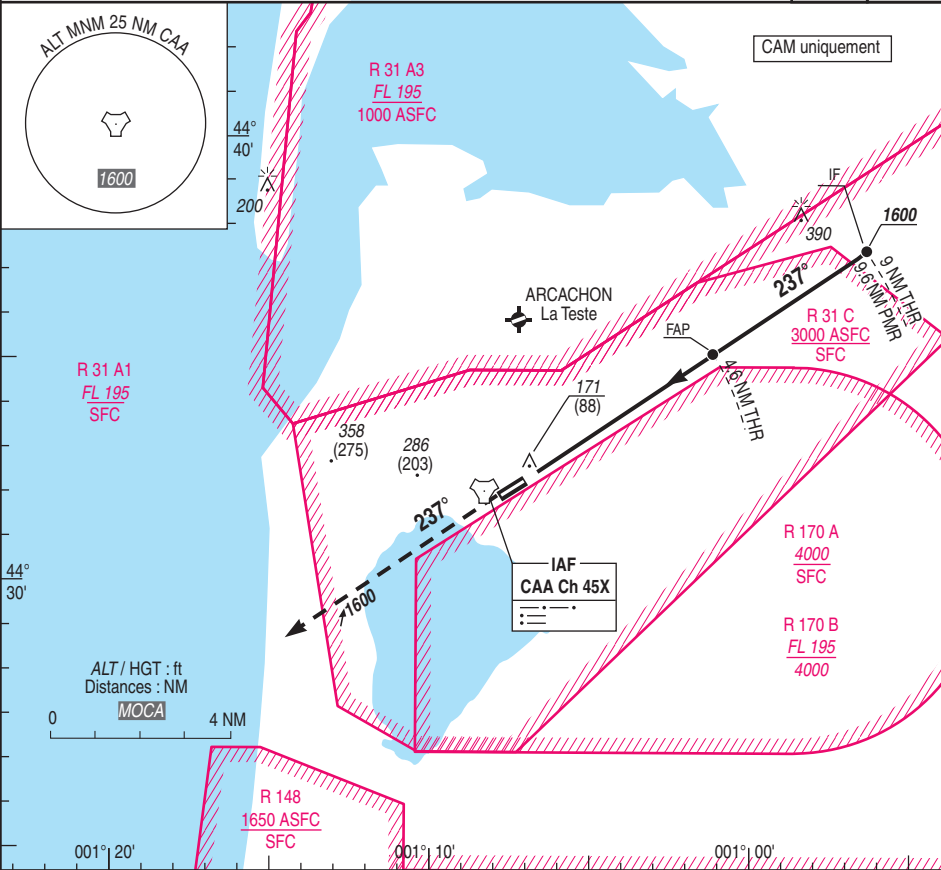 ALT MNM 25 NM CAA
1600
CAM uniquement
R 31 A3
FL 195
1000 ASFC
44°
40'
200
IF
390
1600
237°
9 NM THR
9.6 NM PMR
ARCACHON
La Teste
R 31 C
3000 ASFC
SFC
FAP
4.6 NM THR
R 31 A1
FL 195
SFC
171
(88)
358
(275)
286
(203)
237°
R 170 A
4000
SFC
IAF
CAA Ch 45X
44°
30'
1600
R 170 B
FL 195
4000
ALT / HGT : ft
Distances : NM
MOCA
0 4 NM
R 148
1650 ASFC
SFC
001° 20' 001° 10' 001° 00'